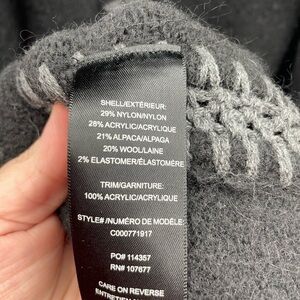 SHELL/EXTÉRIEUR:
29% NYLON/NYLON
28% ACRYLIC/ACRYLIQUE
21% ALPACA/ALPAGA
20% WOOL/LAINE
2% ELASTOMER/ÉLASTOMÈRE
TRIM/GARNITURE:
100% ACRYLIC/ACRYLIQUE
STYLE# /NUMÉRO DE MODÈLE:
C000771917
PO# 114357
RN# 107677
CARE ON REVERSE